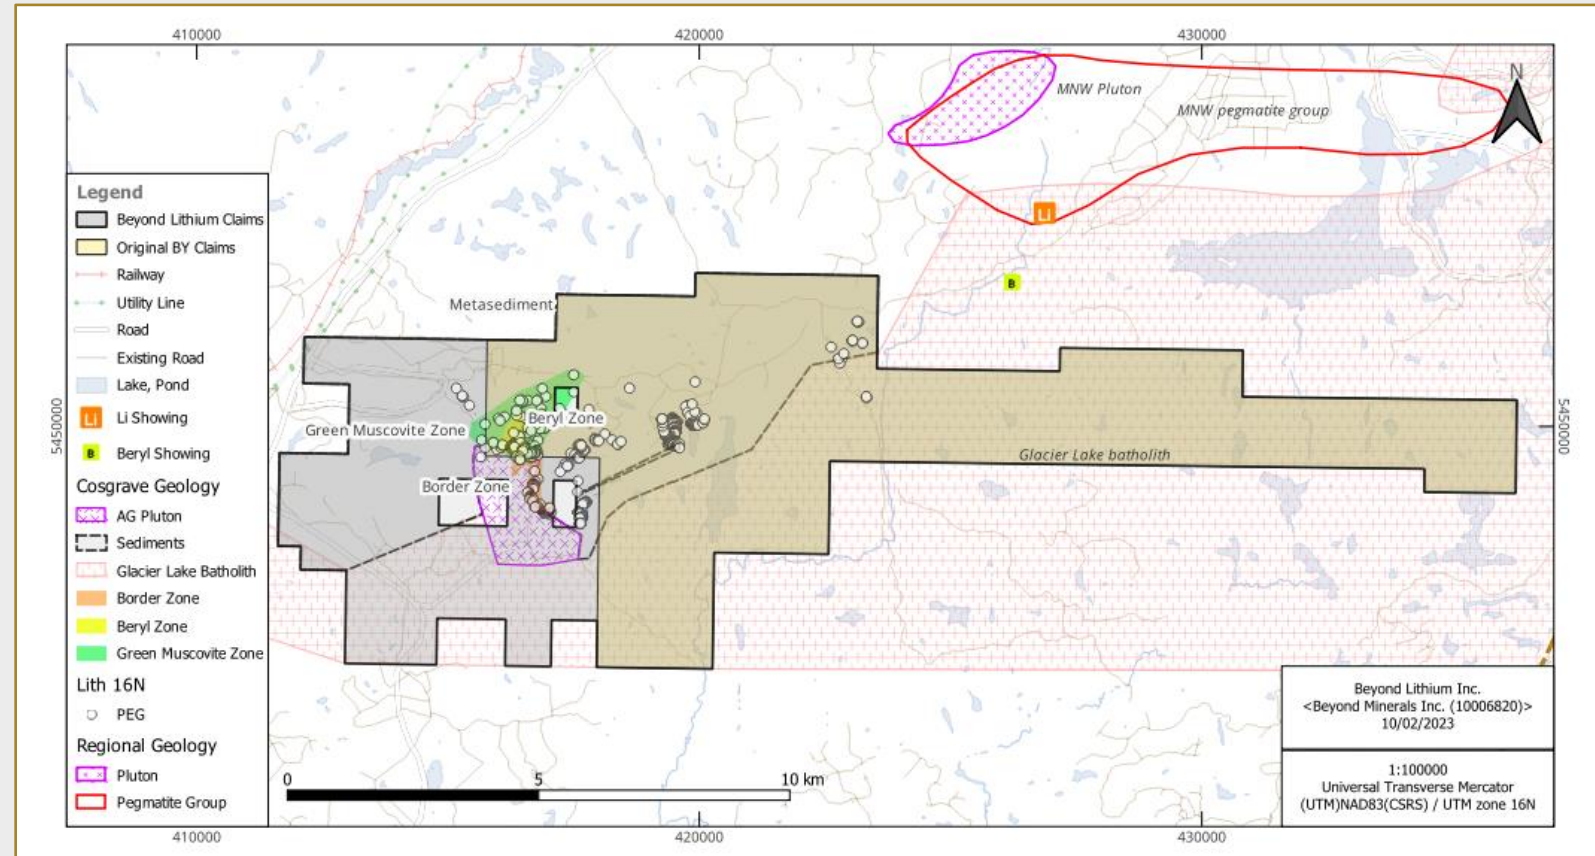 410000
420000
430000
N
MNW Pluton
MNW pegmatite group
Li
B
Legend
Beyond Lithium Claims
Original BY Claims
Railway
Utility Line
Road
Existing Road
Lake, Pond
Li
Li Showing
B
Beryl Showing
Cosgrave Geology
AG Pluton
Sediments
Glacier Lake Batholith
Border Zone
Beryl Zone
Green Muscovite Zone
Lith 16N
PEG
Regional Geology
Pluton
Pegmatite Group
Metasediment
Beryl Zone
Green Muscovite Zone
Border Zone
Glacier Lake batholith
5450000
5450000
0
5
10 km
Beyond Lithium Inc.
<Beyond Minerals Inc. (10006820)>
10/02/2023
1:100000
Universal Transverse Mercator
(UTM)NAD83(CSRS) / UTM zone 16N
410000
420000
430000